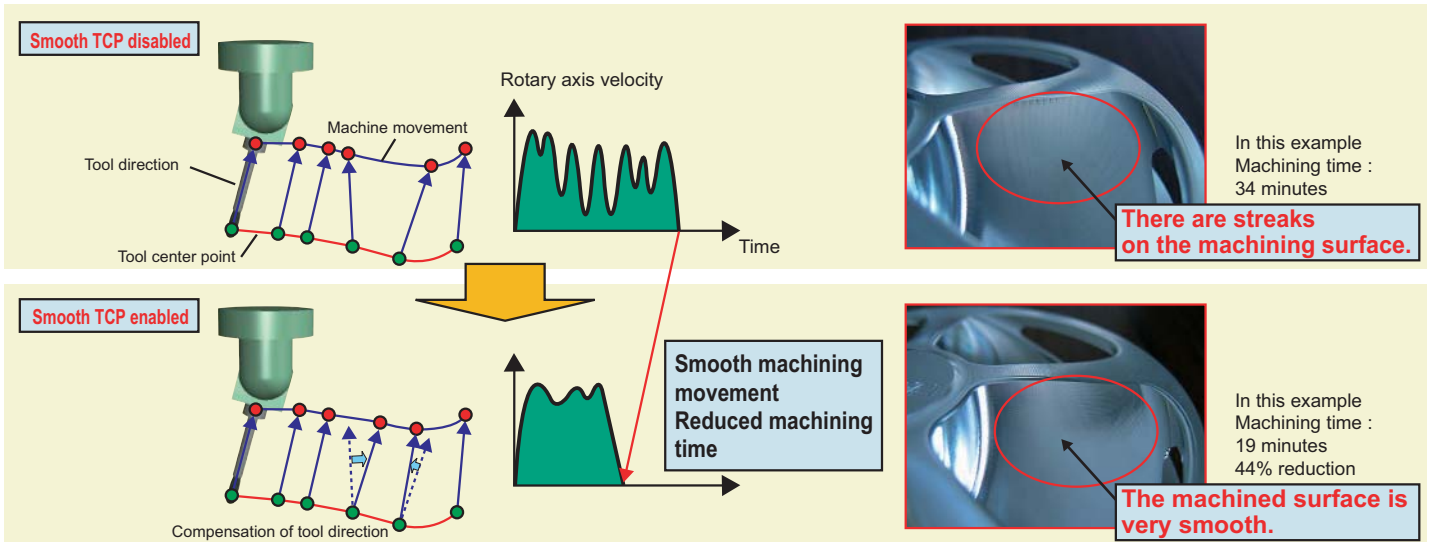 Smooth TCP disabled
Tool direction
Machine movement
Tool center point
Rotary axis velocity
Time
In this example
Machining time :
34 minutes
There are streaks
on the machining surface.
Smooth TCP enabled
Compensation of tool direction
Smooth machining
movement
Reduced machining
time
In this example
Machining time :
19 minutes
44% reduction
The machined surface is
very smooth.